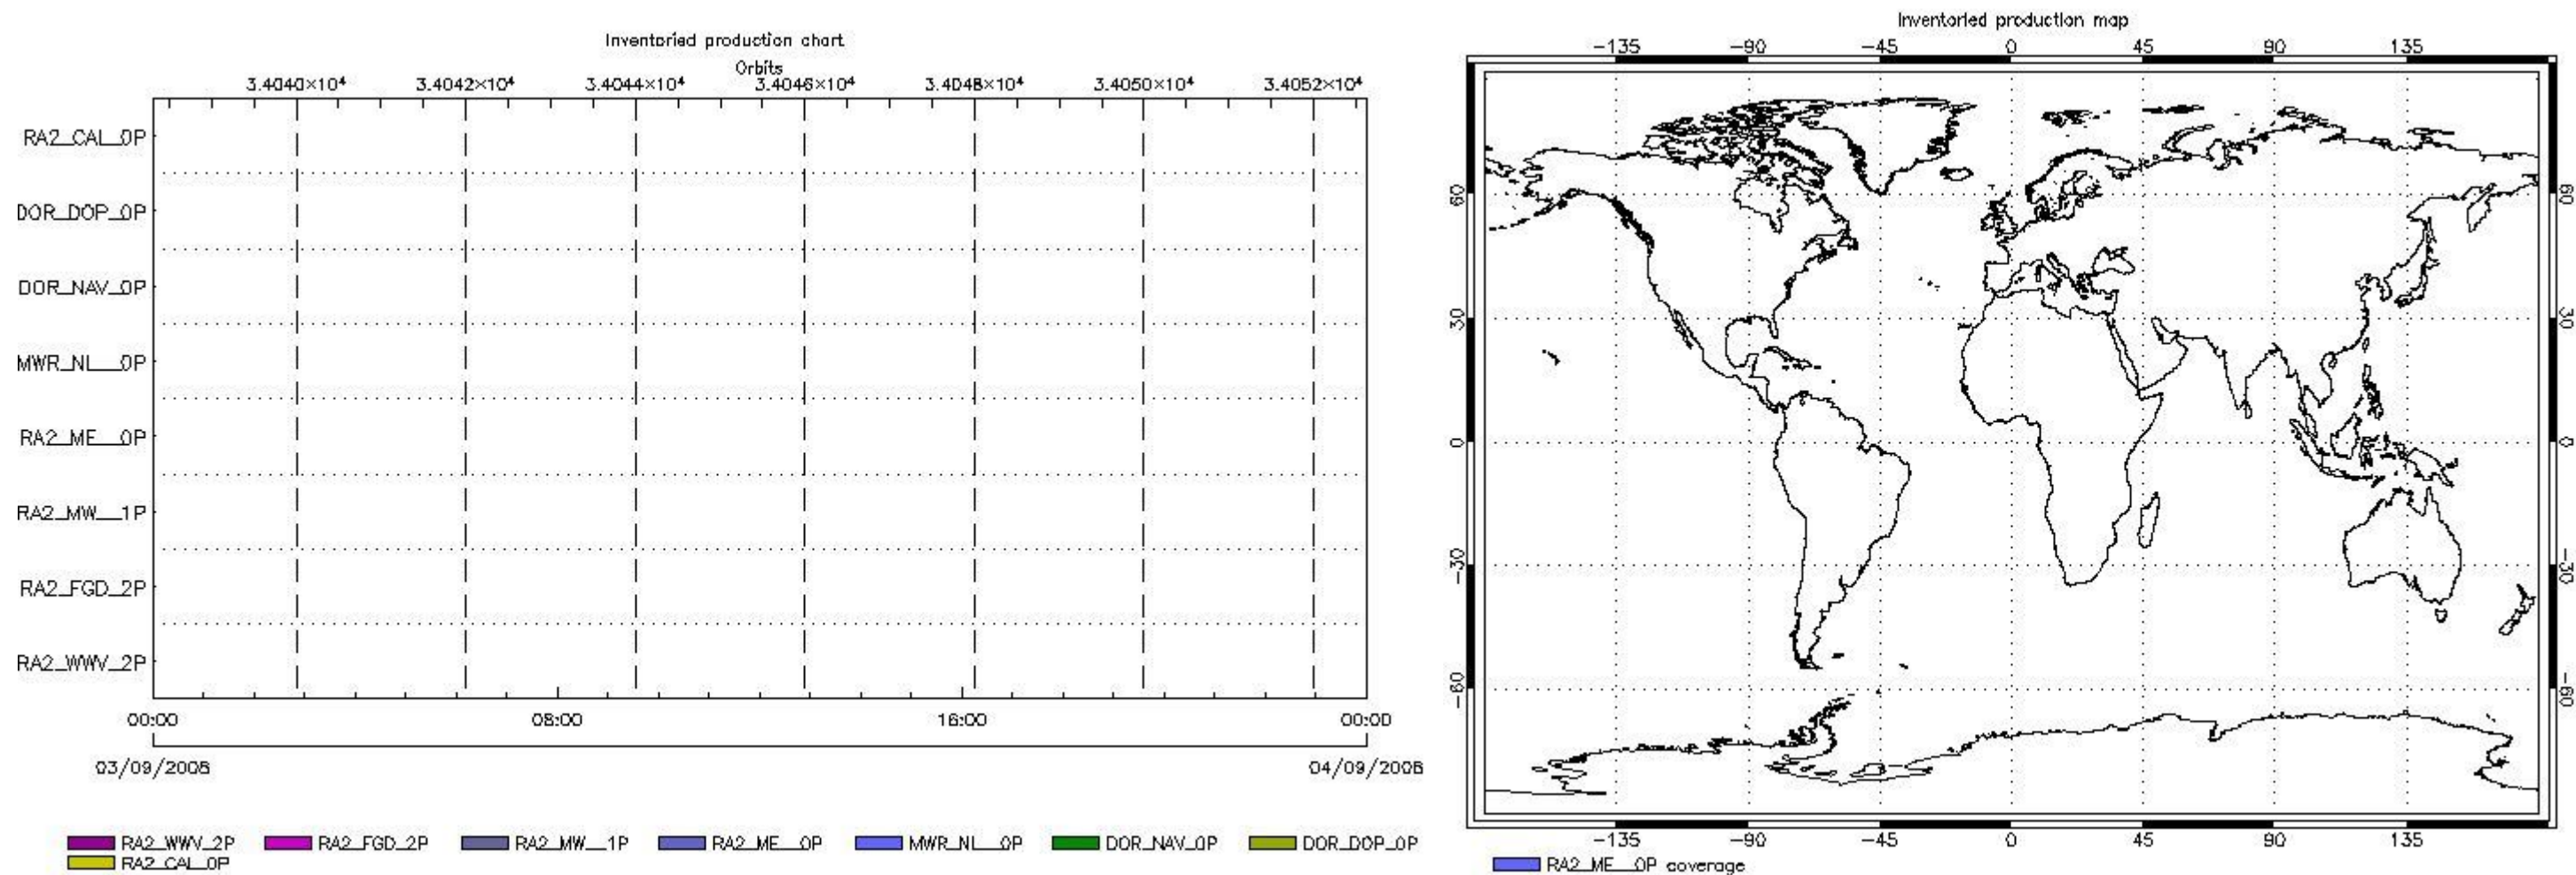 Inventoried production chart
Orbits
3.4040×10⁴ 3.4042×10⁴ 3.4044×10⁴ 3.4046×10⁴ 3.4048×10⁴ 3.4050×10⁴ 3.4052×10⁴
RA2_CAL_0P
DOR_DOP_0P
DOR_NAV_0P
MWR_NL__0P
RA2_ME__0P
RA2_MW__1P
RA2_FGD_2P
RA2_WWV_2P
00:00 08:00 16:00 00:00
03/09/2008 04/09/2008
RA2_WWV_2P RA2_FGD_2P RA2_MW__1P RA2_ME__0P MWR_NL__0P DOR_NAV_0P DOR_DOP_0P
RA2_CAL_0P
Inventoried production map
-135 -90 -45 0 45 90 135
60 60
30 30
0 0
-30 -30
-60 -60
-135 -90 -45 0 45 90 135
RA2_ME__0P coverage